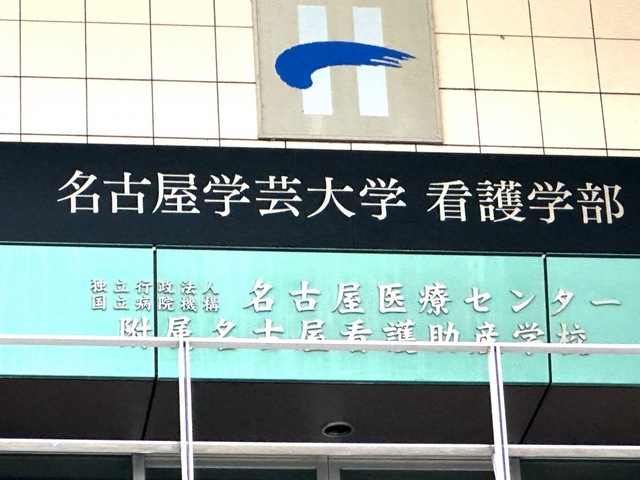 名古屋学芸大学 看護学部
独立行政法人
国立病院機構 名古屋医療センター
附属名古屋看護助産学校